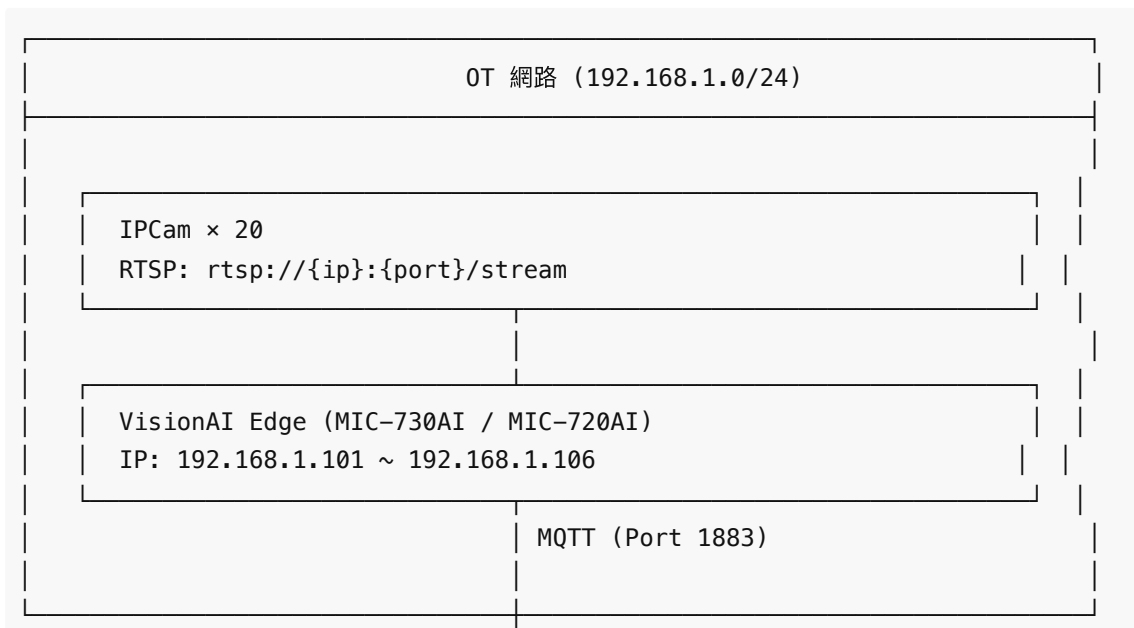 OT 網路 (192.168.1.0/24)
IPCam × 20
RTSP: rtsp://{ip}:{port}/stream
VisionAI Edge (MIC-730AI / MIC-720AI)
IP: 192.168.1.101 ~ 192.168.1.106
MQTT (Port 1883)